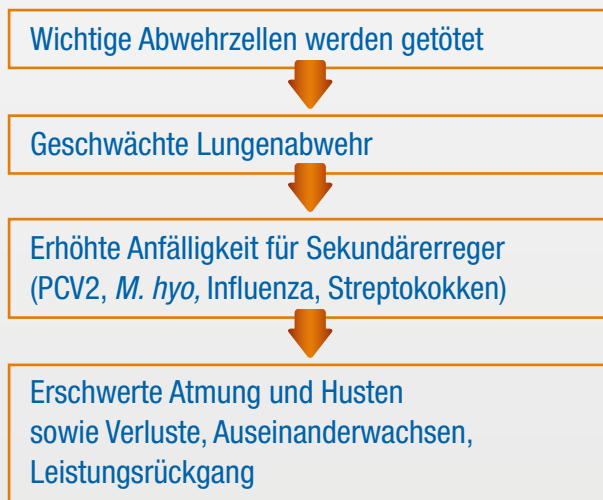 Wichtige Abwehrzellen werden getötet
Geschwächte Lungenabwehr
Erhöhte Anfälligkeit für Sekundärerreger
(PCV2, M. hyo, Influenza, Streptokokken)
Erschwerte Atmung und Husten
sowie Verluste, Auseinanderwachsen,
Leistungsrückgang